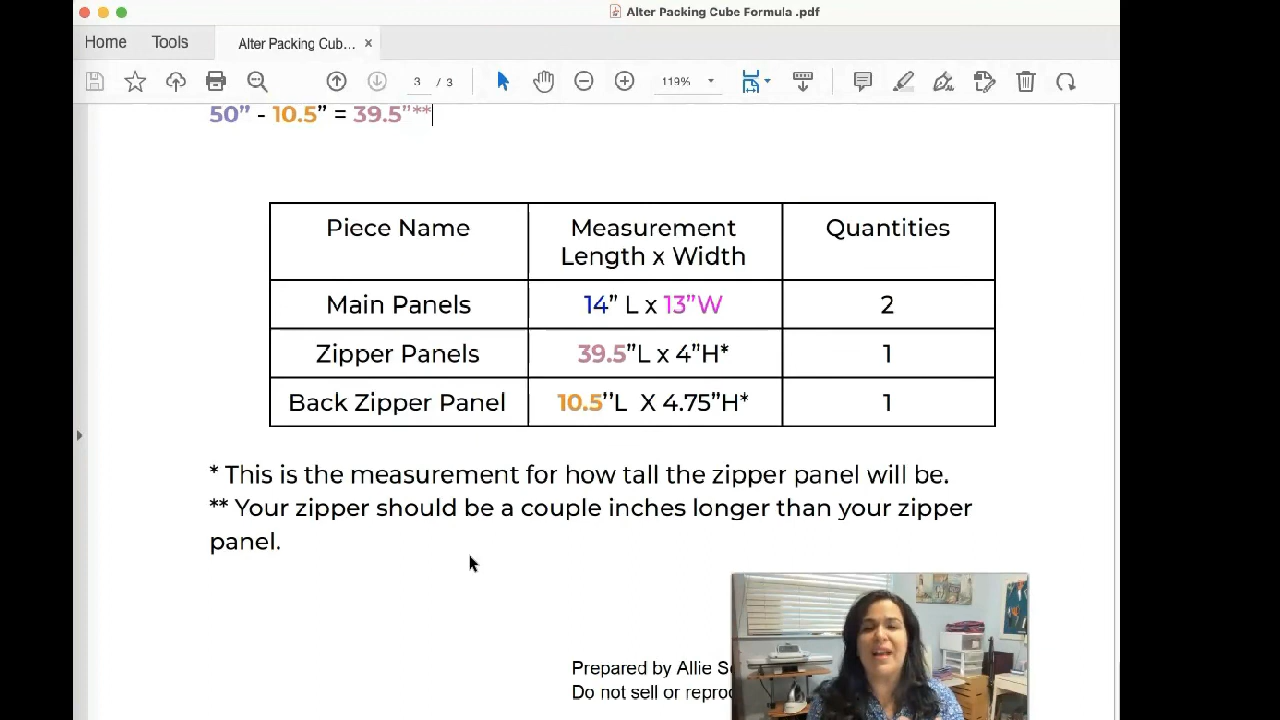 Alter Packing Cube Formula .pdf
Home Tools Alter Packing Cub... ×
3 / 3 119%
50” - 10.5” = 39.5”**
Piece Name Measurement Length x Width Quantities
Main Panels 14” L x 13”W 2
Zipper Panels 39.5”L x 4”H* 1
Back Zipper Panel 10.5’’L X 4.75”H* 1
* This is the measurement for how tall the zipper panel will be.
** Your zipper should be a couple inches longer than your zipper
panel.
Prepared by Allie
Do not sell or